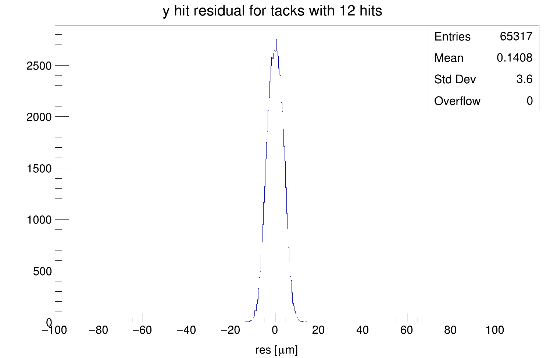 y hit residual for tacks with 12 hits
Entries 65317
Mean 0.1408
Std Dev 3.6
Overflow 0
2500
2000
1500
1000
500
0
−100 −80 −60 −40 −20 0 20 40 60 80 100
res [μm]